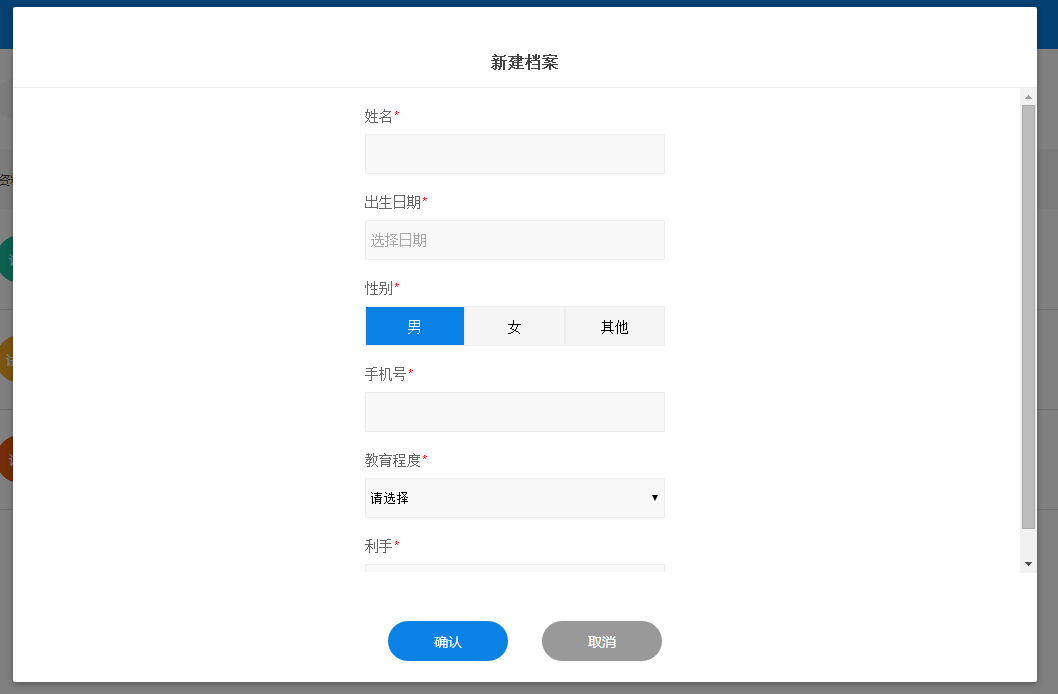 新建档案
姓名*
出生日期*
选择日期
性别*
男 女 其他
手机号*
教育程度*
请选择
利手*
确认 取消